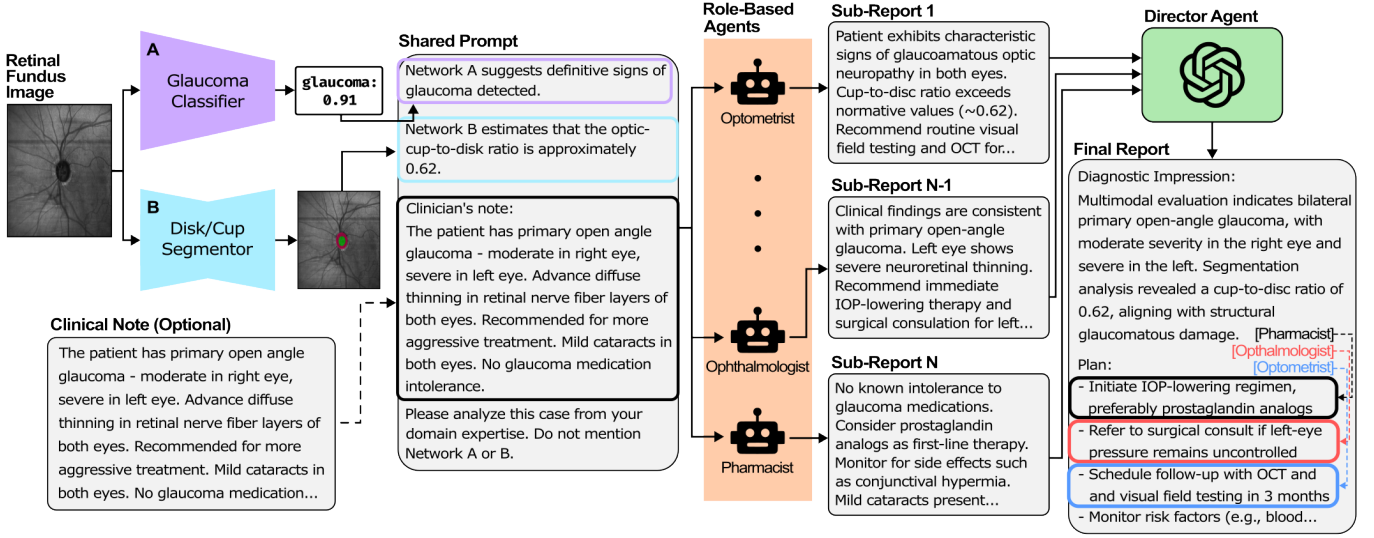 Retinal
Fundus
Image
A
Glaucoma
Classifier
glaucoma:
0.91
B
Disk/Cup
Segmentor
Clinical Note (Optional)
The patient has primary open angle
glaucoma - moderate in right eye,
severe in left eye. Advance diffuse
thinning in retinal nerve fiber layers of
both eyes. Recommended for more
aggressive treatment. Mild cataracts in
both eyes. No glaucoma medication...
Shared Prompt
Network A suggests definitive signs of
glaucoma detected.
Network B estimates that the optic-
cup-to-disk ratio is approximately
0.62.
Clinician's note:
The patient has primary open angle
glaucoma - moderate in right eye,
severe in left eye. Advance diffuse
thinning in retinal nerve fiber layers of
both eyes. Recommended for more
aggressive treatment. Mild cataracts in
both eyes. No glaucoma medication
intolerance.
Please analyze this case from your
domain expertise. Do not mention
Network A or B.
Role-Based
Agents
Optometrist
Ophthalmologist
Pharmacist
Sub-Report 1
Patient exhibits characteristic
signs of glaucoamatous optic
neuropathy in both eyes.
Cup-to-disc ratio exceeds
normative values (~0.62).
Recommend routine visual
field testing and OCT for...
Sub-Report N-1
Clinical findings are consistent
with primary open-angle
glaucoma. Left eye shows
severe neuroretinal thinning.
Recommend immediate
IOP-lowering therapy and
surgical consulation for left...
Sub-Report N
No known intolerance to
glaucoma medications.
Consider prostaglandin
analogs as first-line therapy.
Monitor for side effects such
as conjunctival hypermia.
Mild cataracts present...
Director Agent
Final Report
Diagnostic Impression:
Multimodal evaluation indicates bilateral
primary open-angle glaucoma, with
moderate severity in the right eye and
severe in the left. Segmentation
analysis revealed a cup-to-disc ratio of
0.62, aligning with structural
glaucomatous damage.
[Pharmacist]
[Opthalmologist]
[Optometrist]
Plan:
- Initiate IOP-lowering regimen,
preferably prostaglandin analogs
- Refer to surgical consult if left-eye
pressure remains uncontrolled
- Schedule follow-up with OCT and
and visual field testing in 3 months
- Monitor risk factors (e.g., blood...